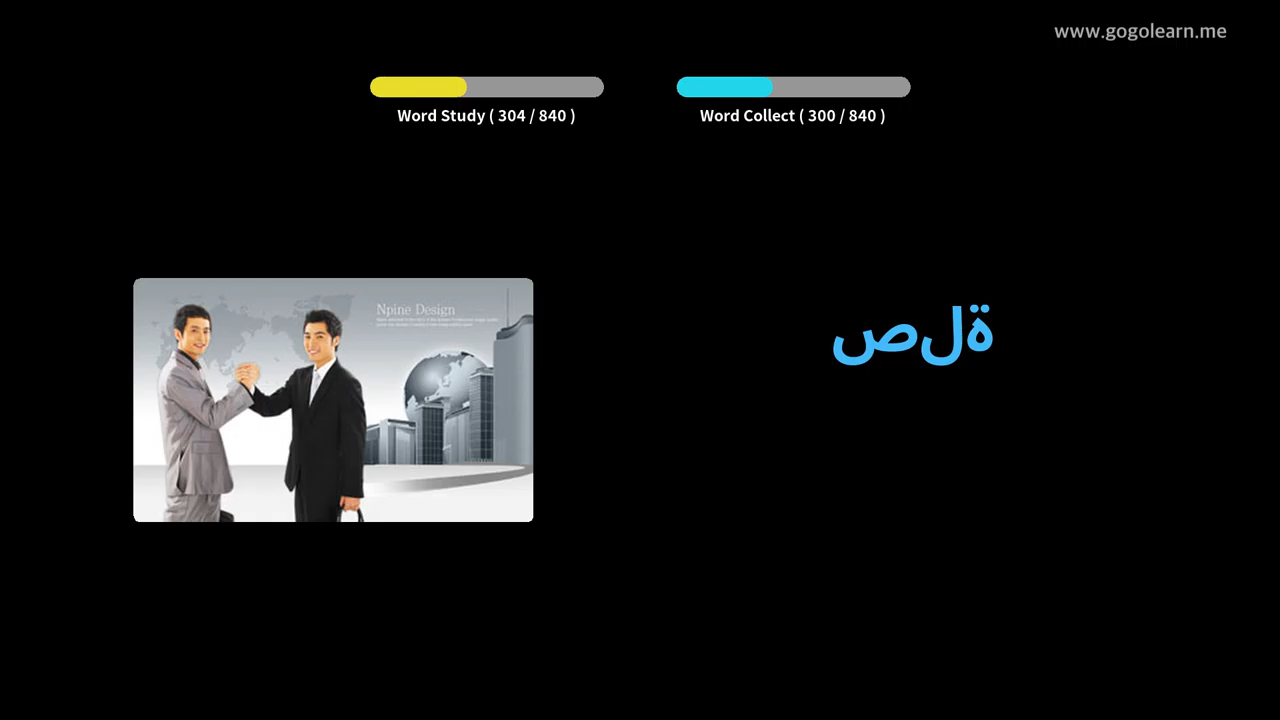 www.gogolearn.me
Word Study ( 304 / 840 )
Word Collect ( 300 / 840 )
Npine Design
صلة